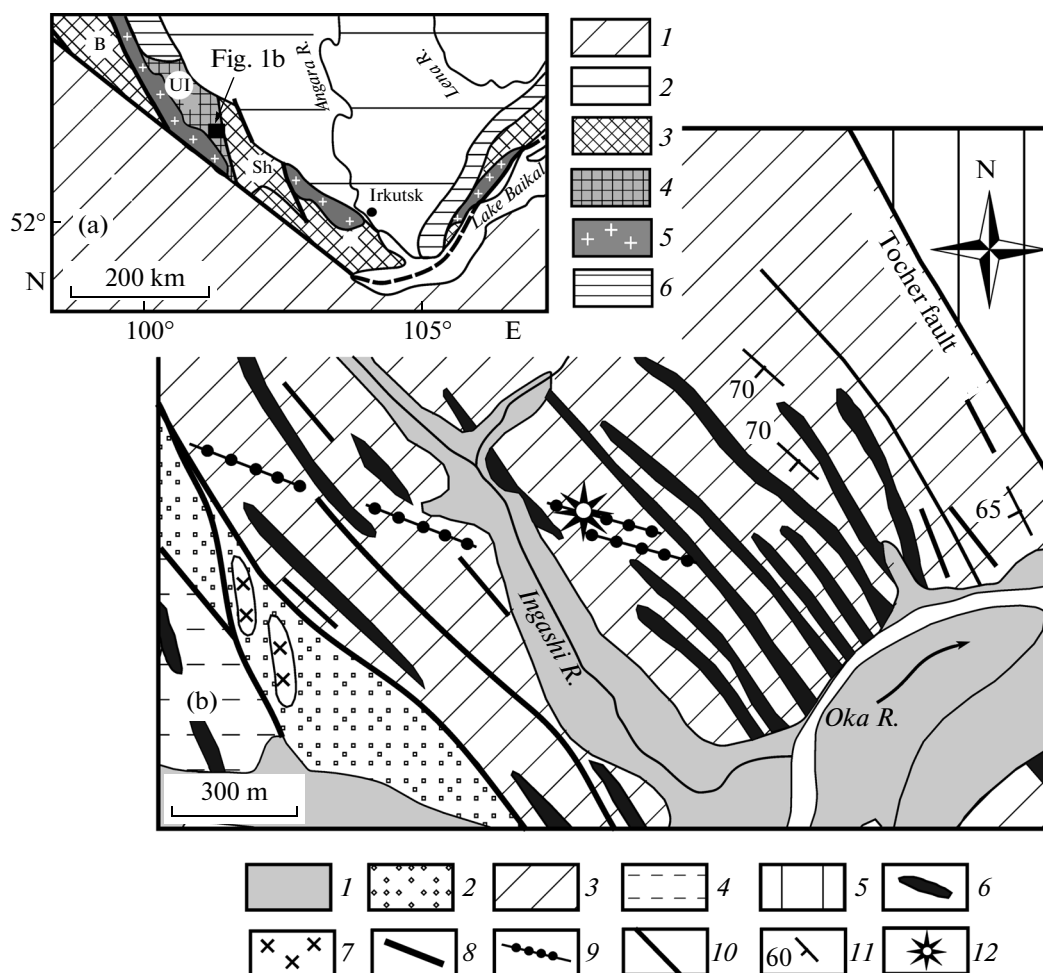 B
Fig. 1b
UI
Angara R.
Lena R.
Sh
Irkutsk
Lake Baikal
52°
(a)
N
200 km
100°
105°
E
1
2
3
4
5
6
N
Tocher fault
70
70
65
Ingashi R.
Oka R.
(b)
300 m
1
2
3
4
5
6
7
8
9
10
60
11
12